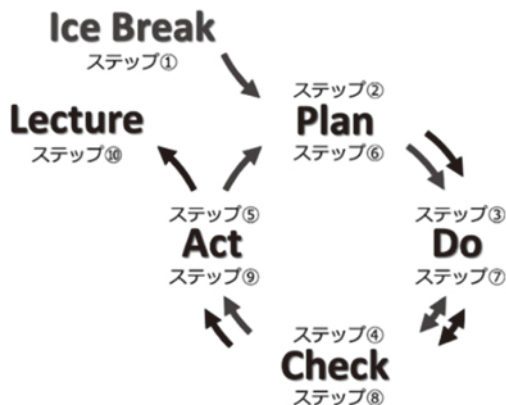 Ice Break
ステップ①
ステップ②
Plan
ステップ⑥
Lecture
ステップ⑩
ステップ⑤
Act
ステップ⑨
ステップ③
Do
ステップ⑦
ステップ④
Check
ステップ⑧